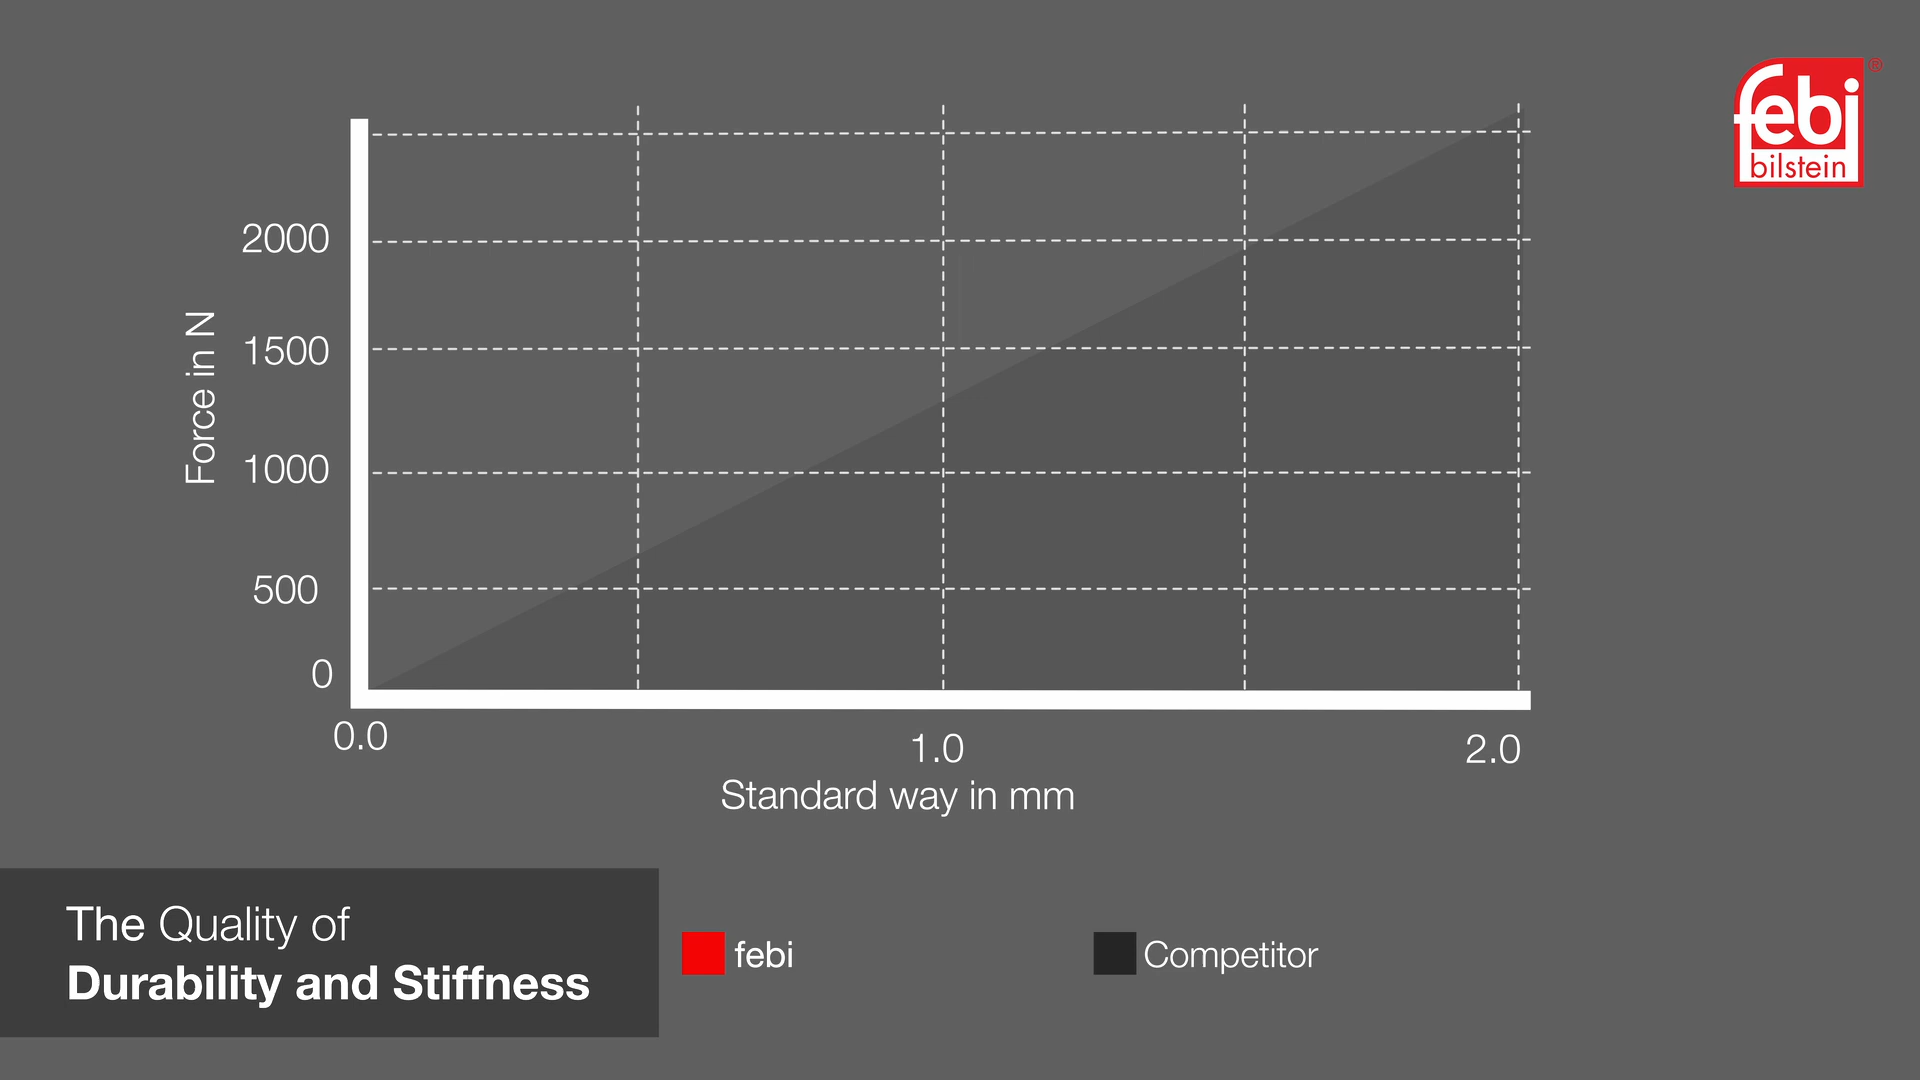 febi
bilstein
®
2000
1500
1000
500
0
Force in N
0.0
1.0
2.0
Standard way in mm
The Quality of
Durability and Stiffness
febi
Competitor